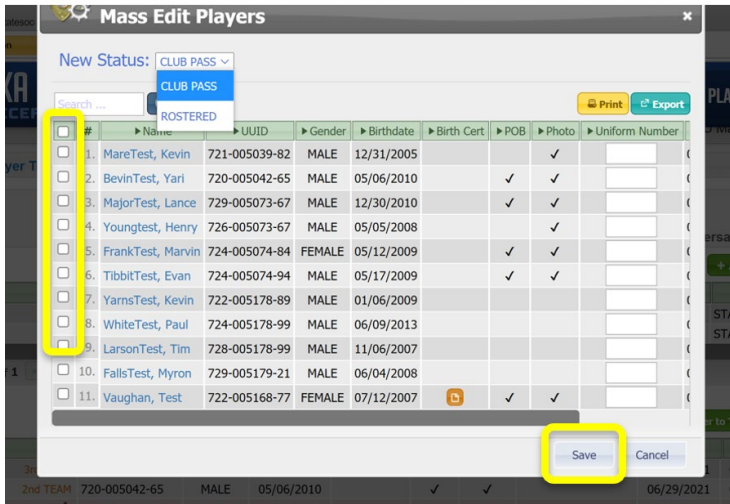 Mass Edit Players
×
New Status: CLUB PASS
CLUB PASS
ROSTERED
Search ...
Print
Export
# Name UUID Gender Birthdate Birth Cert POB Photo Uniform Number
1. MareTest, Kevin 721-005039-82 MALE 12/31/2005 ✓
2. BevinTest, Yari 720-005042-65 MALE 05/06/2010 ✓ ✓
3. MajorTest, Lance 729-005073-67 MALE 12/30/2010 ✓ ✓
4. Youngtest, Henry 726-005073-67 MALE 05/05/2008 ✓
5. FrankTest, Marvin 724-005074-84 FEMALE 05/12/2009 ✓ ✓
6. TibbitTest, Evan 724-005074-94 MALE 05/17/2009 ✓ ✓
7. YarnsTest, Kevin 722-005178-89 MALE 01/06/2009
8. WhiteTest, Paul 724-005178-99 MALE 06/09/2013
9. LarsonTest, Tim 728-005178-99 MALE 11/06/2007
10. FallsTest, Myron 729-005179-21 MALE 06/04/2008
11. Vaughan, Test 722-005168-77 FEMALE 07/12/2007 ✓ ✓
Save
Cancel
2nd TEAM 720-005042-65 MALE 05/06/2010 ✓ ✓ 06/29/2021